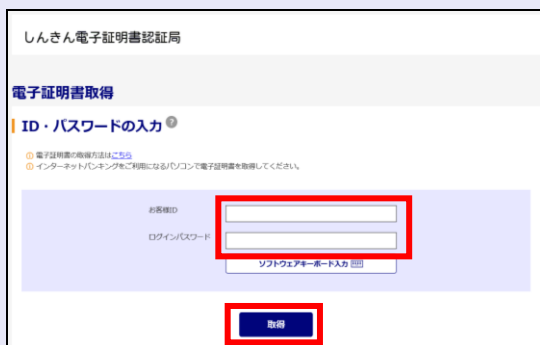 しんきん電子証明書認証局
電子証明書取得
ID・パスワードの入力 ?
電子証明書の取得方法はこちら
インターネットバンキングをご利用になるパソコンで電子証明書を取得してください。
お客様ID
ログインパスワード
ソフトウェアキーボード入力
取得